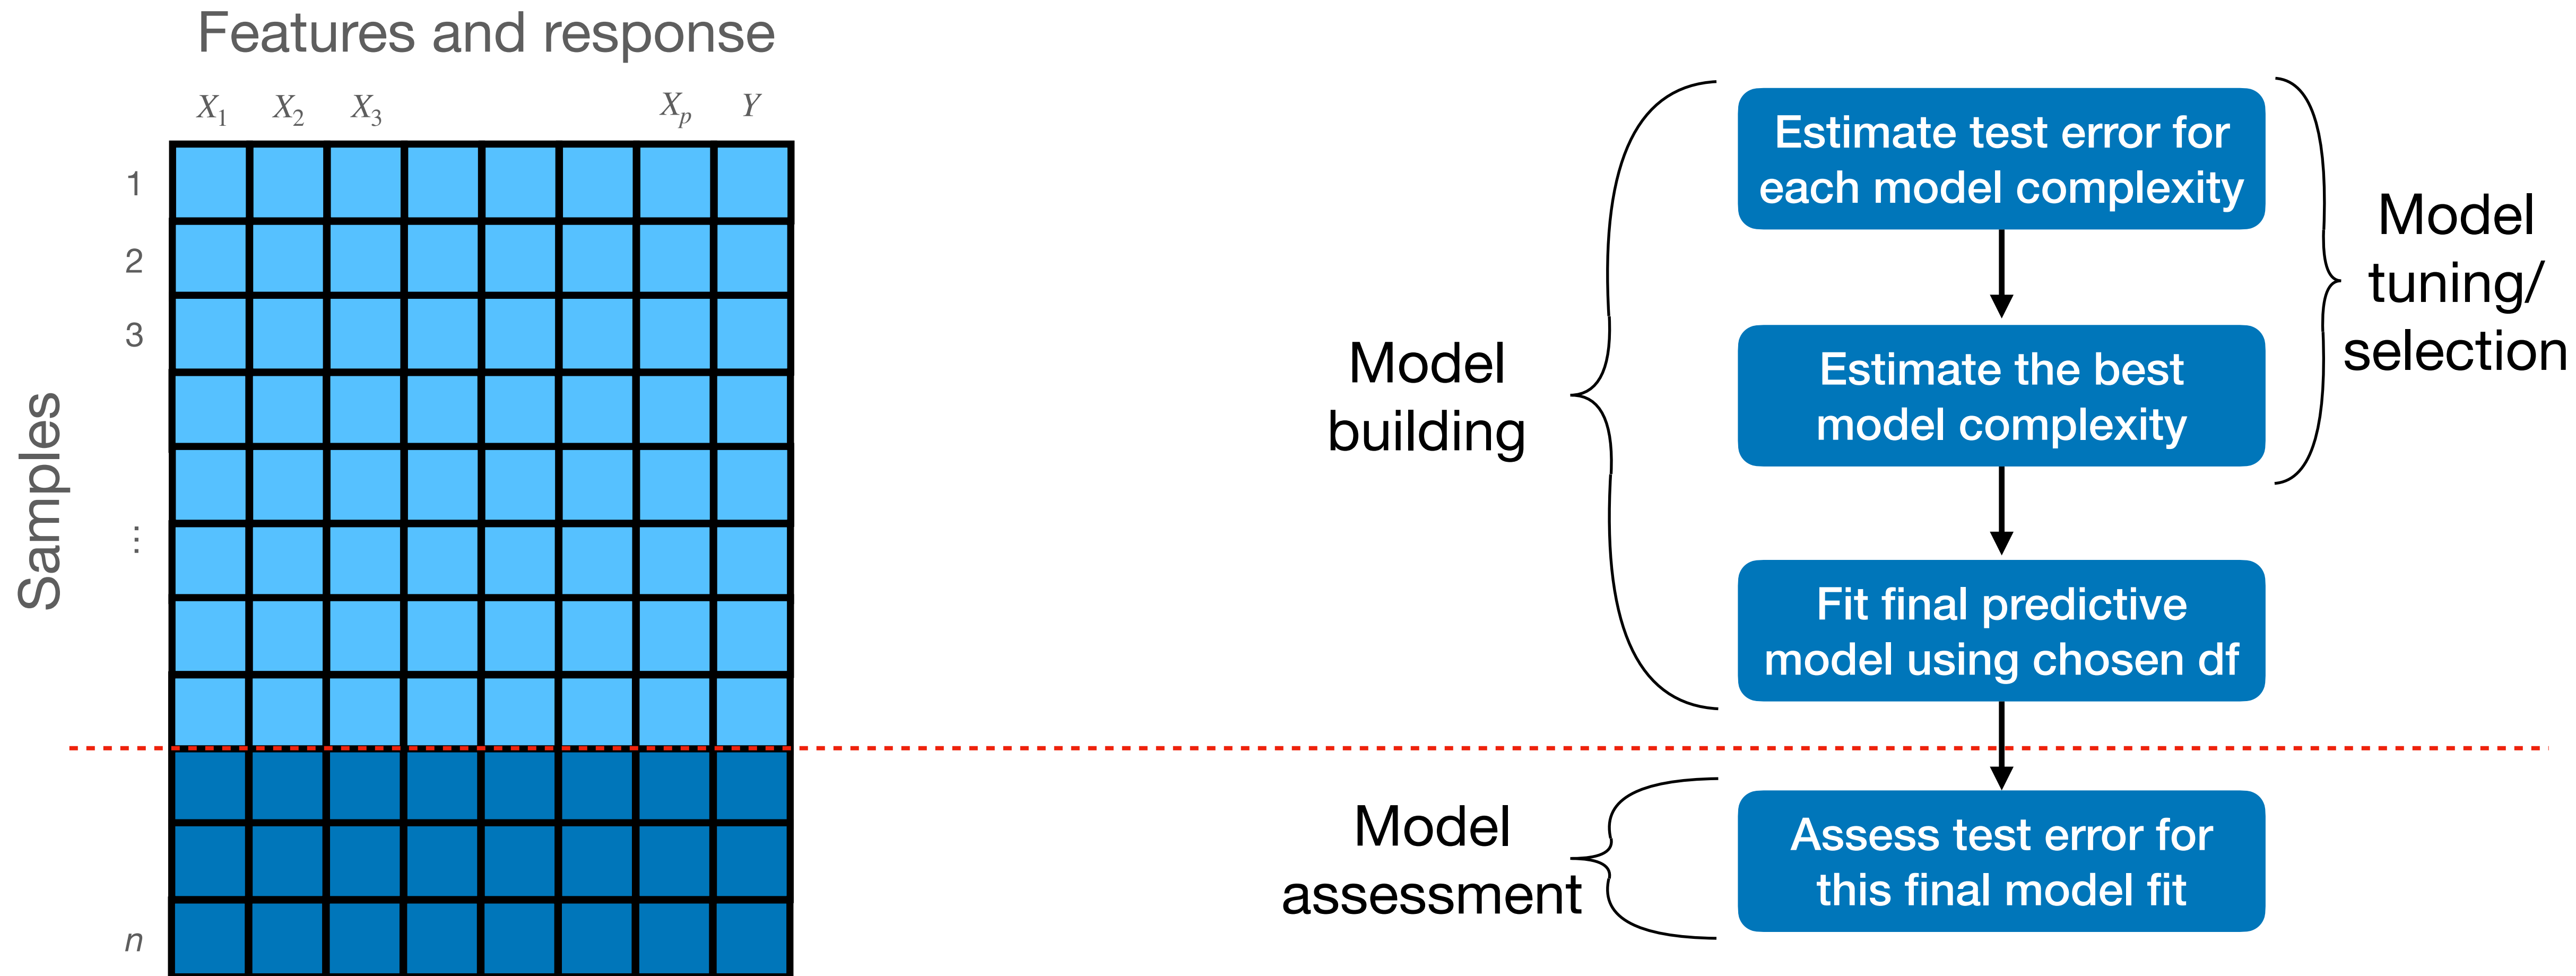 Features and response
X₁ X₂ X₃ Xₚ Y
Samples
1
2
3
⋮
n
Model
building
Estimate test error for
each model complexity
Estimate the best
model complexity
Fit final predictive
model using chosen df
Model
tuning/
selection
Model
assessment
Assess test error for
this final model fit